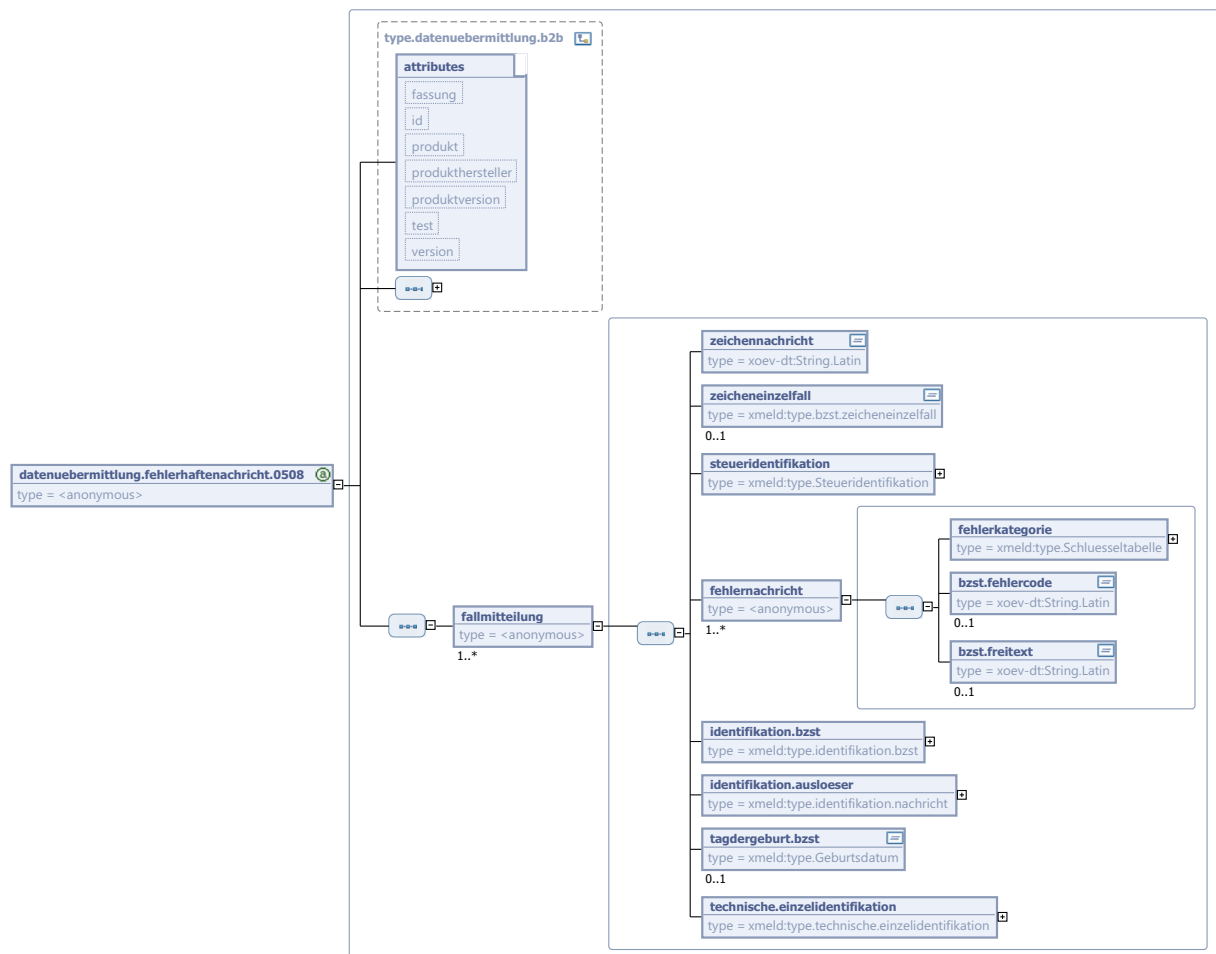 type.datenuebermittlung.b2b
attributes
fassung
id
produkt
produkthersteller
produktversion
test
version
datenuebermittlung.fehlerhaftenachricht.0508
type = <anonymous>
fallmitteilung
type = <anonymous>
1..*
zeichennachricht
type = xoev-dt:String.Latin
zeicheneinzelfall
type = xmeld:type.bzst.zeicheneinzelfall
0..1
steueridentifikation
type = xmeld:type.Steueridentifikation
fehlernachricht
type = <anonymous>
1..*
fehlerkategorie
type = xmeld:type.Schluesseltabelle
bzst.fehlercode
type = xoev-dt:String.Latin
0..1
bzst.freitext
type = xoev-dt:String.Latin
0..1
identifikation.bzst
type = xmeld:type.identifikation.bzst
identifikation.ausloeser
type = xmeld:type.identifikation.nachricht
tagdergeburt.bzst
type = xmeld:type.Geburtsdatum
0..1
technische.einzelidentifikation
type = xmeld:type.technische.einzelidentifikation